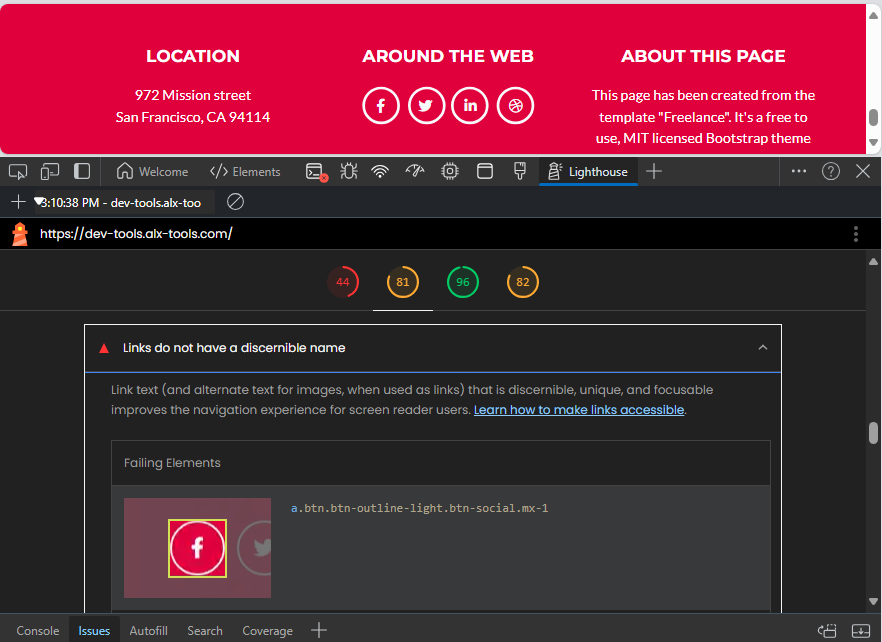 LOCATION
AROUND THE WEB
ABOUT THIS PAGE
972 Mission street
San Francisco, CA 94114
This page has been created from the
template "Freelance". It's a free to
use, MIT licensed Bootstrap theme
Welcome
</> Elements
Lighthouse
3:10:38 PM - dev-tools.alx-too
https://dev-tools.alx-tools.com/
44
81
96
82
Links do not have a discernible name
Link text (and alternate text for images, when used as links) that is discernible, unique, and focusable
improves the navigation experience for screen reader users. Learn how to make links accessible.
Failing Elements
a.btn.btn-outline-light.btn-social.mx-1
Console
Issues
Autofill
Search
Coverage